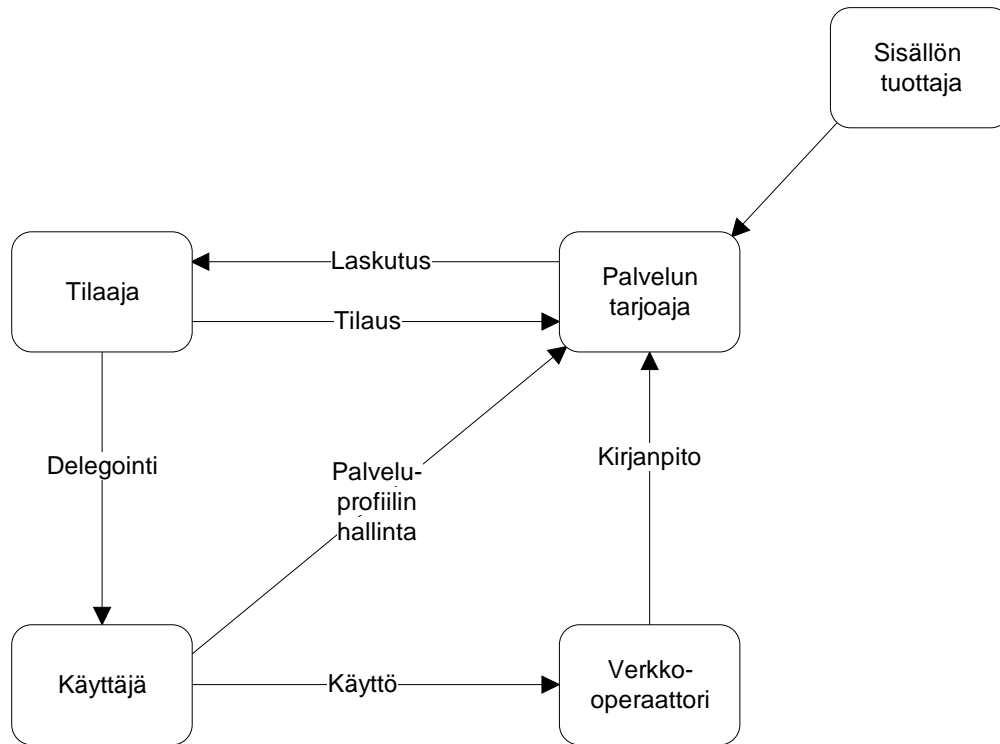 Sisällön
tuottaja
Laskutus
Tilaaja
Palvelun
tarjoaja
Tilaus
Delegointi
Palvelu-
profiilin
hallinta
Kirjanpito
Käyttäjä
Käyttö
Verkko-
operaattori